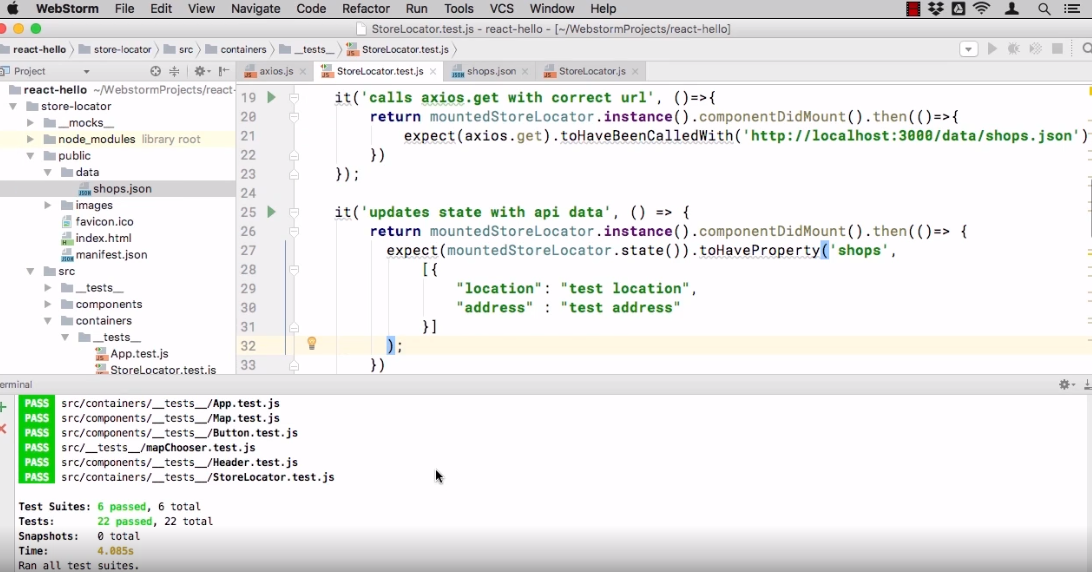 WebStorm File Edit View Navigate Code Refactor Run Tools VCS Window Help
StoreLocator.test.js - react-hello - [~/WebstormProjects/react-hello]
react-hello store-locator src containers __tests__ StoreLocator.test.js
Project axios.js StoreLocator.test.js shops.json StoreLocator.js
react-hello ~/WebstormProjects/react-
store-locator
__mocks__
node_modules library root
public
data
shops.json
images
favicon.ico
index.html
manifest.json
src
__tests__
components
containers
__tests__
App.test.js
StoreLocator.test.js
19 it('calls axios.get with correct url', ()=>{
20 return mountedStoreLocator.instance().componentDidMount().then(()=>{
21 expect(axios.get).toHaveBeenCalledWith('http://localhost:3000/data/shops.json')
22 })
23 });
24
25 it('updates state with api data', () => {
26 return mountedStoreLocator.instance().componentDidMount().then(()=> {
27 expect(mountedStoreLocator.state()).toHaveProperty('shops',
28 [{
29 "location": "test location",
30 "address" : "test address"
31 }]
32 );
33 })
erminal
PASS src/containers/__tests__/App.test.js
PASS src/components/__tests__/Map.test.js
PASS src/components/__tests__/Button.test.js
PASS src/__tests__/mapChooser.test.js
PASS src/components/__tests__/Header.test.js
PASS src/containers/__tests__/StoreLocator.test.js
Test Suites: 6 passed, 6 total
Tests: 22 passed, 22 total
Snapshots: 0 total
Time: 4.085s
Ran all test suites.